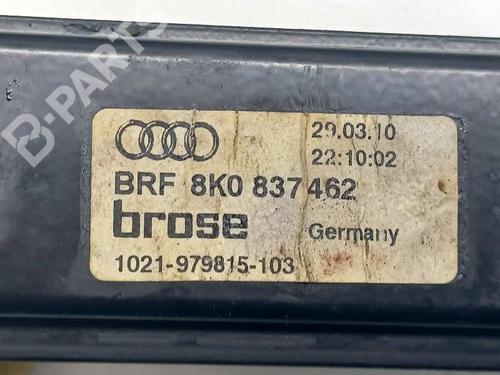 B-PARTS
29.03.10
22:10:02
BRF 8K0 837 462
brose
Germany
1021-979815-103